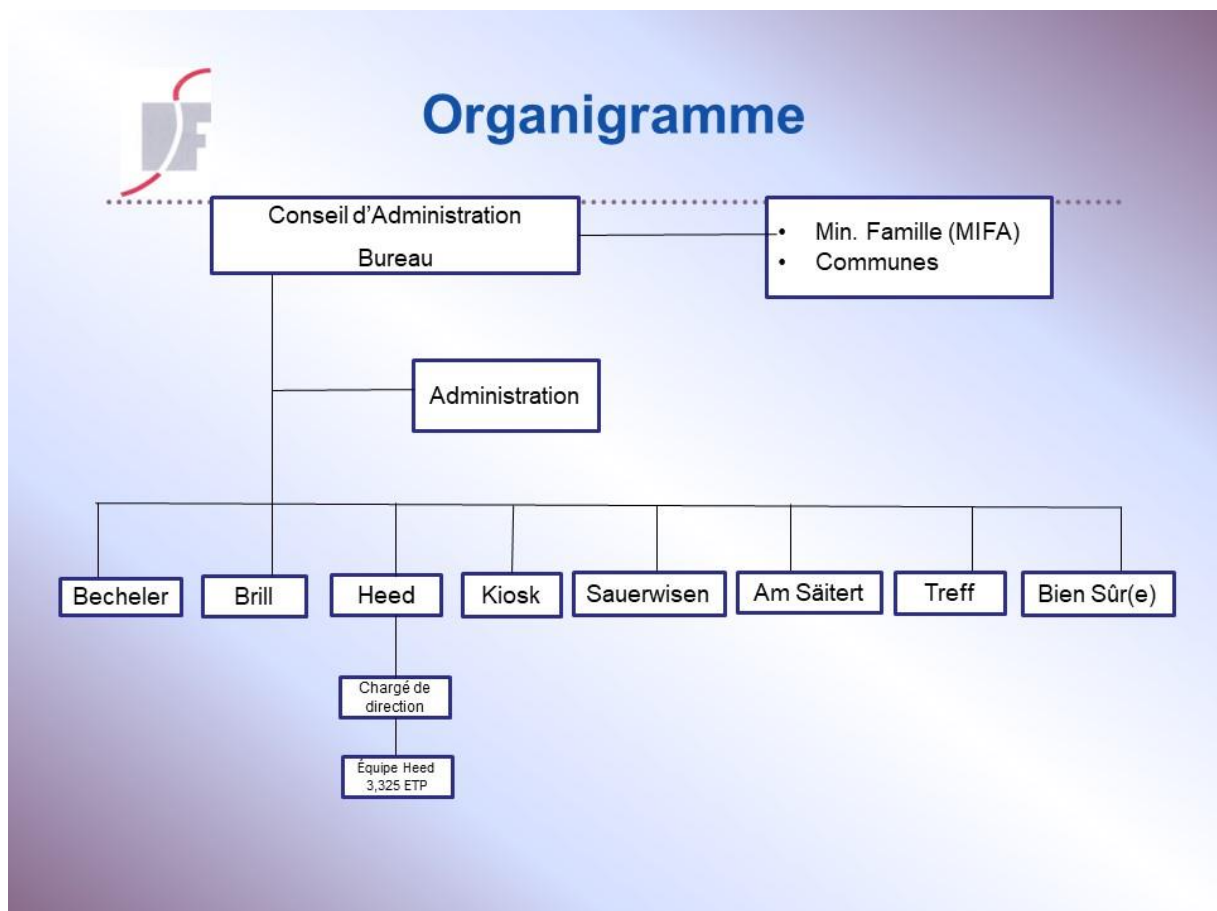 F
Organigramme
Conseil d'Administration
Bureau
• Min. Famille (MIFA)
• Communes
Administration
Becheler
Brill
Heed
Kiosk
Sauerwisen
Am Säitert
Treff
Bien Sûr(e)
Chargé de
direction
Équipe Heed
3,325 ETP